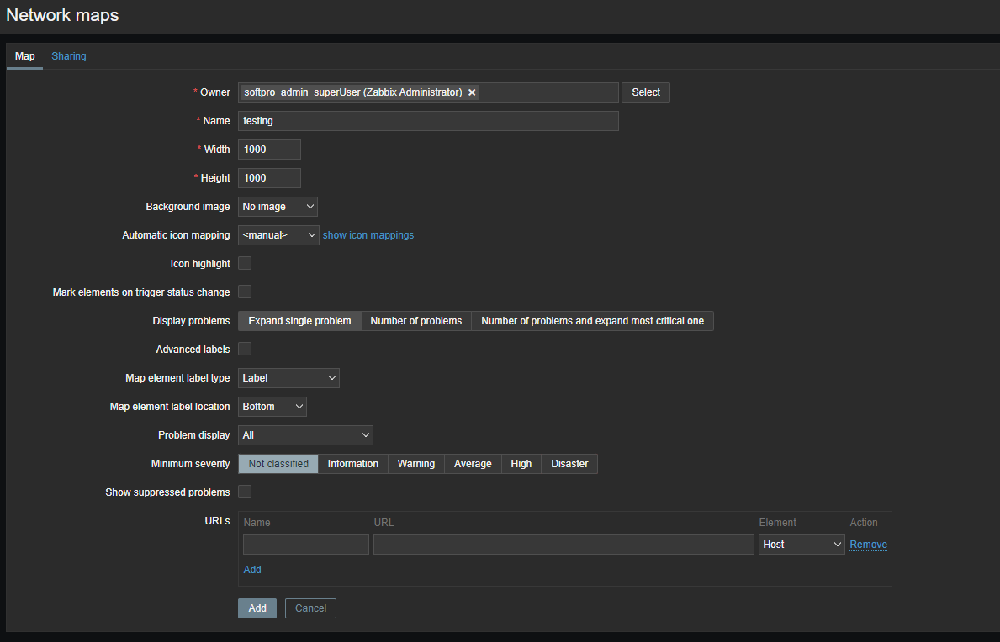 Network maps
Map Sharing
* Owner softpro_admin_superUser (Zabbix Administrator) × Select
* Name testing
* Width 1000
* Height 1000
Background image No image
Automatic icon mapping <manual> show icon mappings
Icon highlight
Mark elements on trigger status change
Display problems Expand single problem Number of problems Number of problems and expand most critical one
Advanced labels
Map element label type Label
Map element label location Bottom
Problem display All
Minimum severity Not classified Information Warning Average High Disaster
Show suppressed problems
URLs Name URL Element Action
Host Remove
Add
Add Cancel